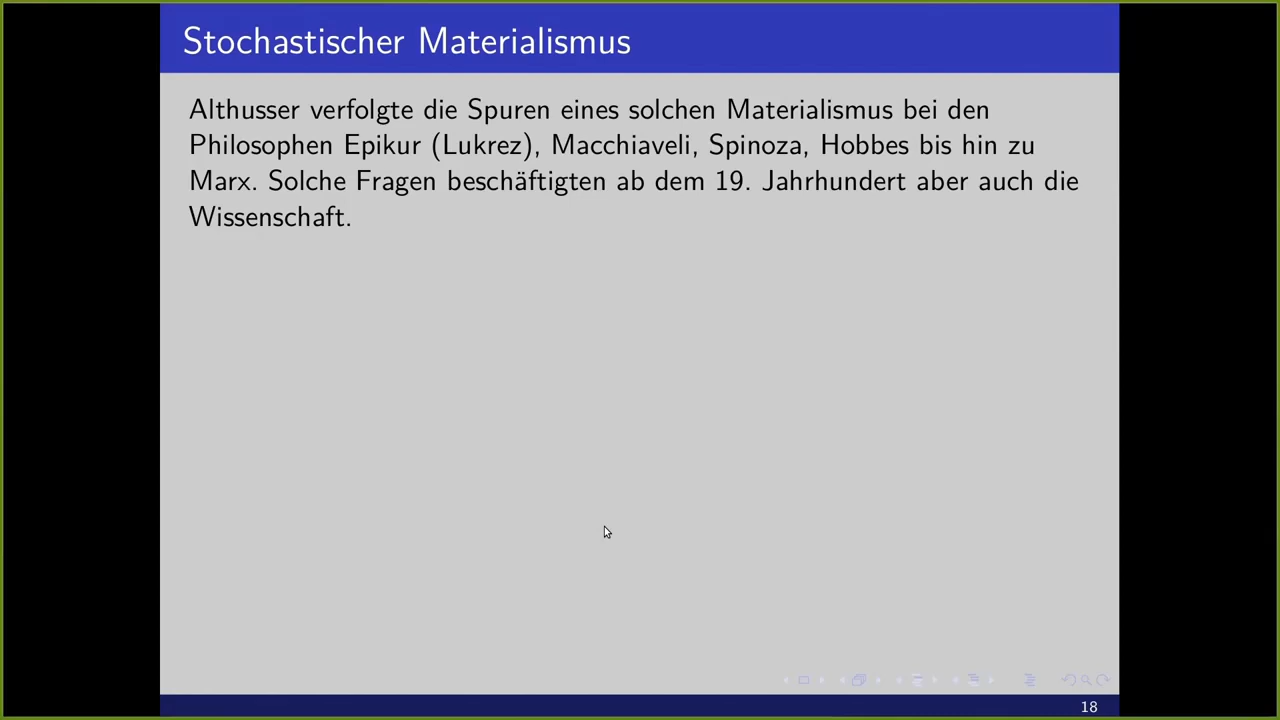 Stochastischer Materialismus
Althusser verfolgte die Spuren eines solchen Materialismus bei den
Philosophen Epikur (Lukrez), Macchiaveli, Spinoza, Hobbes bis hin zu
Marx. Solche Fragen beschäftigten ab dem 19. Jahrhundert aber auch die
Wissenschaft.
18